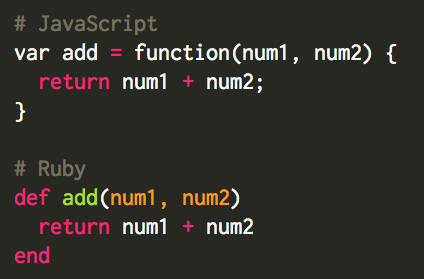 # JavaScript
var add = function(num1, num2) {
  return num1 + num2;
}

# Ruby
def add(num1, num2)
  return num1 + num2
end